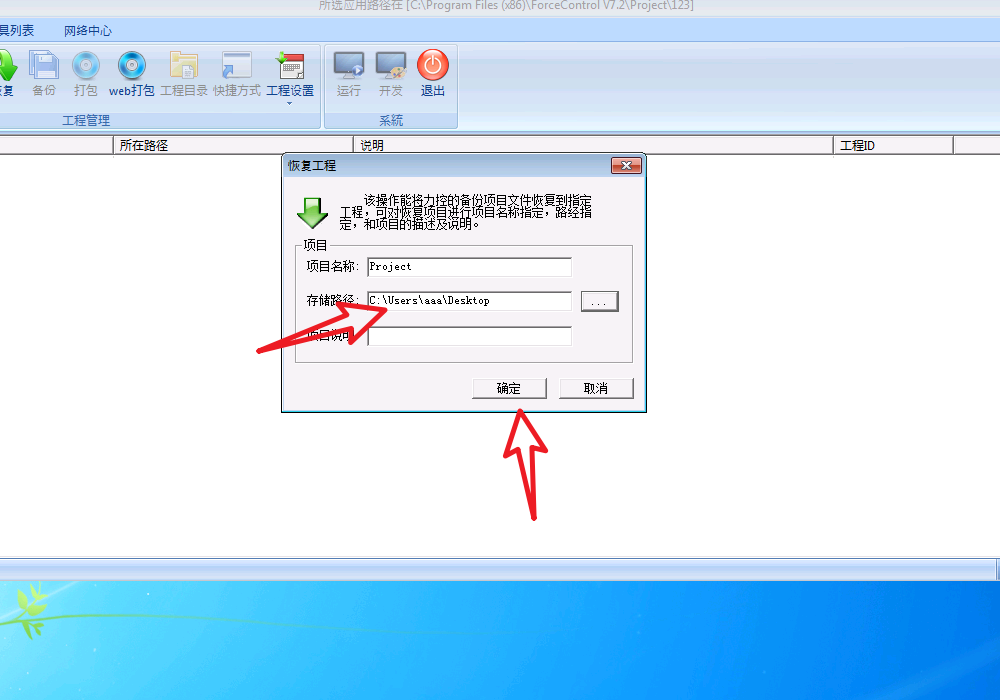 所选应用路径在 [C:\Program Files (x86)\ForceControl V7.2\Project\123]
具列表 网络中心
复 备份 打包 web打包 工程目录 快捷方式 工程设置 运行 开发 退出
工程管理 系统
所在路径 说明 工程ID
恢复工程
该操作能将力控的备份项目文件恢复到指定
工程，可对恢复项目进行项目名称指定，路经指
定，和项目的描述及说明。
项目
项目名称: Project
存储路径: C:\Users\aaa\Desktop ...
项目说明
确定 取消